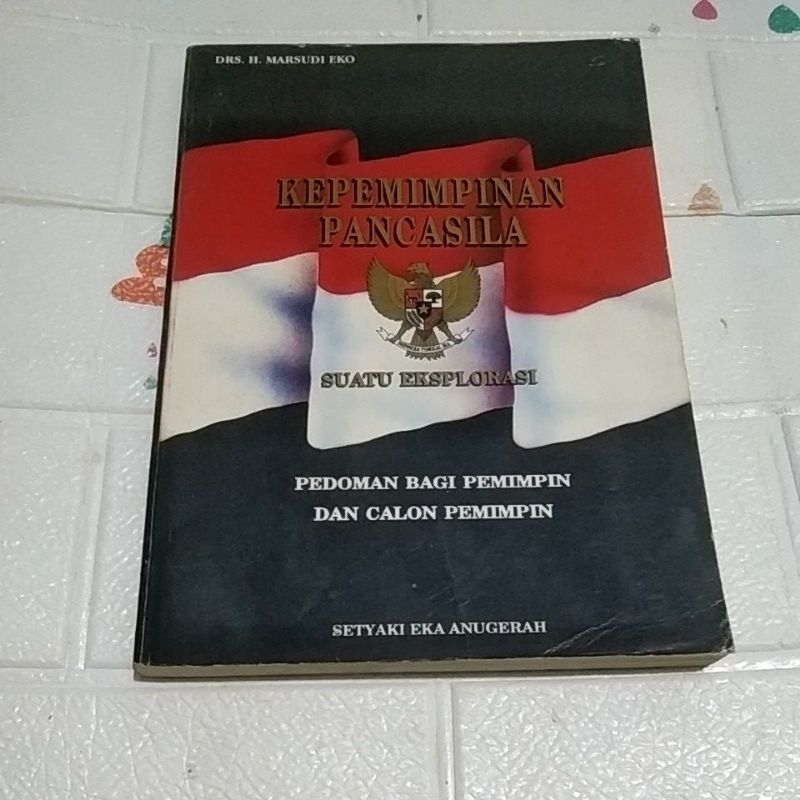 DRS. H. MARSUDI EKO
KEPEMIMPINAN
PANCASILA
SUATU EKSPLORASI
PEDOMAN BAGI PEMIMPIN
DAN CALON PEMIMPIN
SETYAKI EKA ANUGERAH